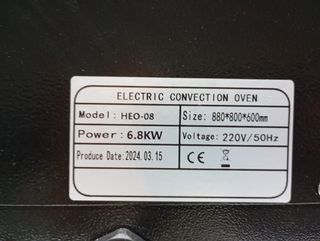 ELECTRIC CONVECTION OVEN
Model: HEO-08 Size: 880*800*600mm
Power: 6.8KW Voltage: 220V/50Hz
Produce Date: 2024.03.15 CE